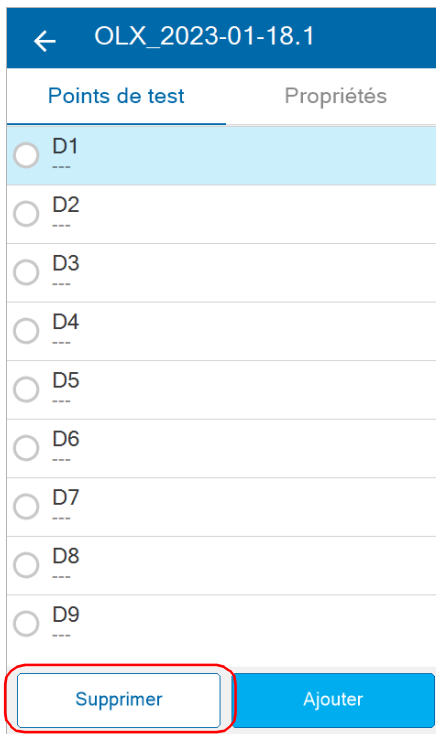 OLX_2023-01-18.1
Points de test Propriétés
D1
---
D2
---
D3
---
D4
---
D5
---
D6
---
D7
---
D8
---
D9
---
Supprimer Ajouter